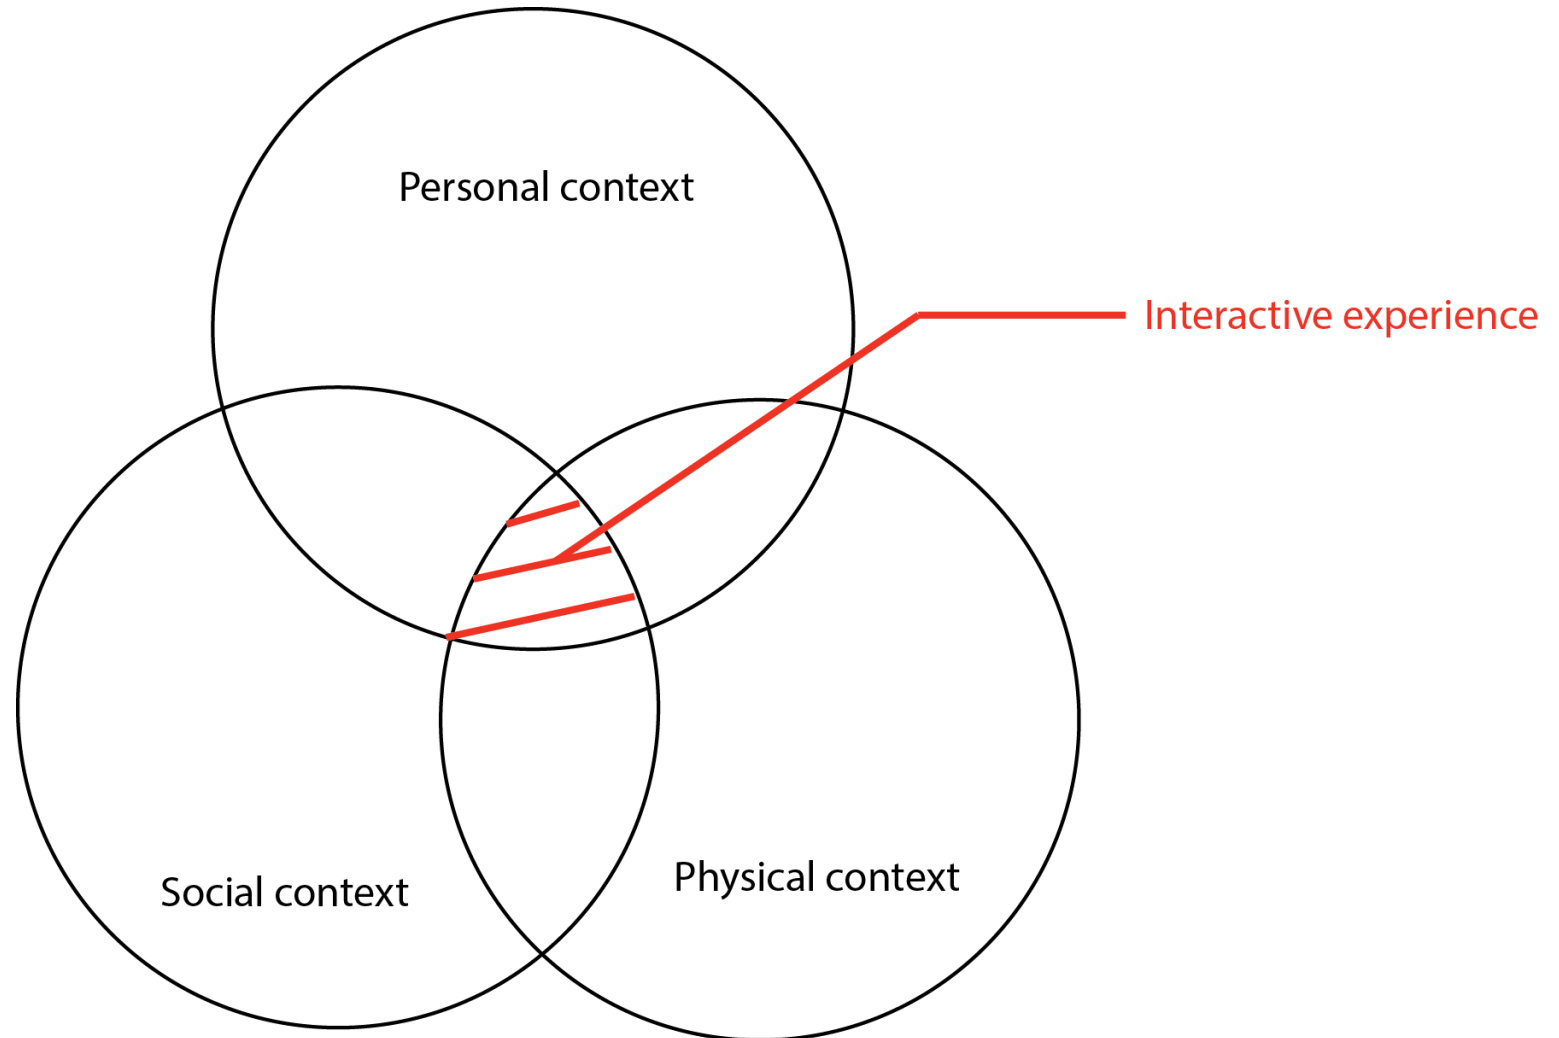 Personal context
Interactive experience
Social context
Physical context